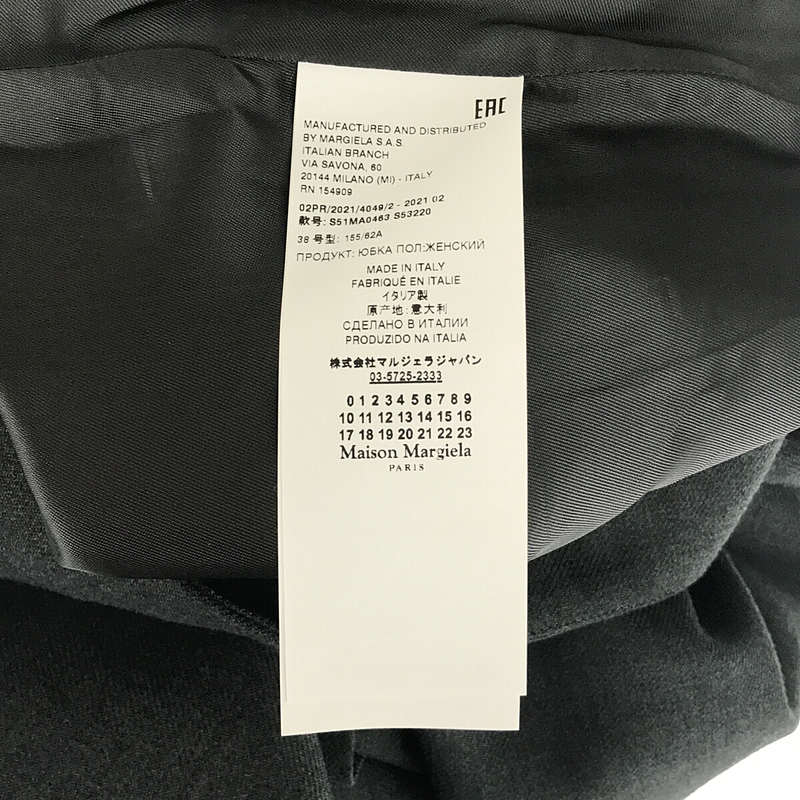 EAC
MANUFACTURED AND DISTRIBUTED
BY MARGIELA S.A.S.
ITALIAN BRANCH
VIA SAVONA, 60
20144 MILANO (MI) - ITALY
RN 154909
02PR/2021/4049/2 - 2021 02
款号: S51MA0463 S53220
38 号型: 155/62A
ПРОДУКТ: ЮБКА ПОЛ:ЖЕНСКИЙ
MADE IN ITALY
FABRIQUÉ EN ITALIE
イタリア製
原产地: 意大利
СДЕЛАНО В ИТАЛИИ
PRODUZIDO NA ITALIA
株式会社マルジェラジャパン
03-5725-2333
0 1 2 3 4 5 6 7 8 9
10 11 12 13 14 15 16
17 18 19 20 21 22 23
Maison Margiela
PARIS